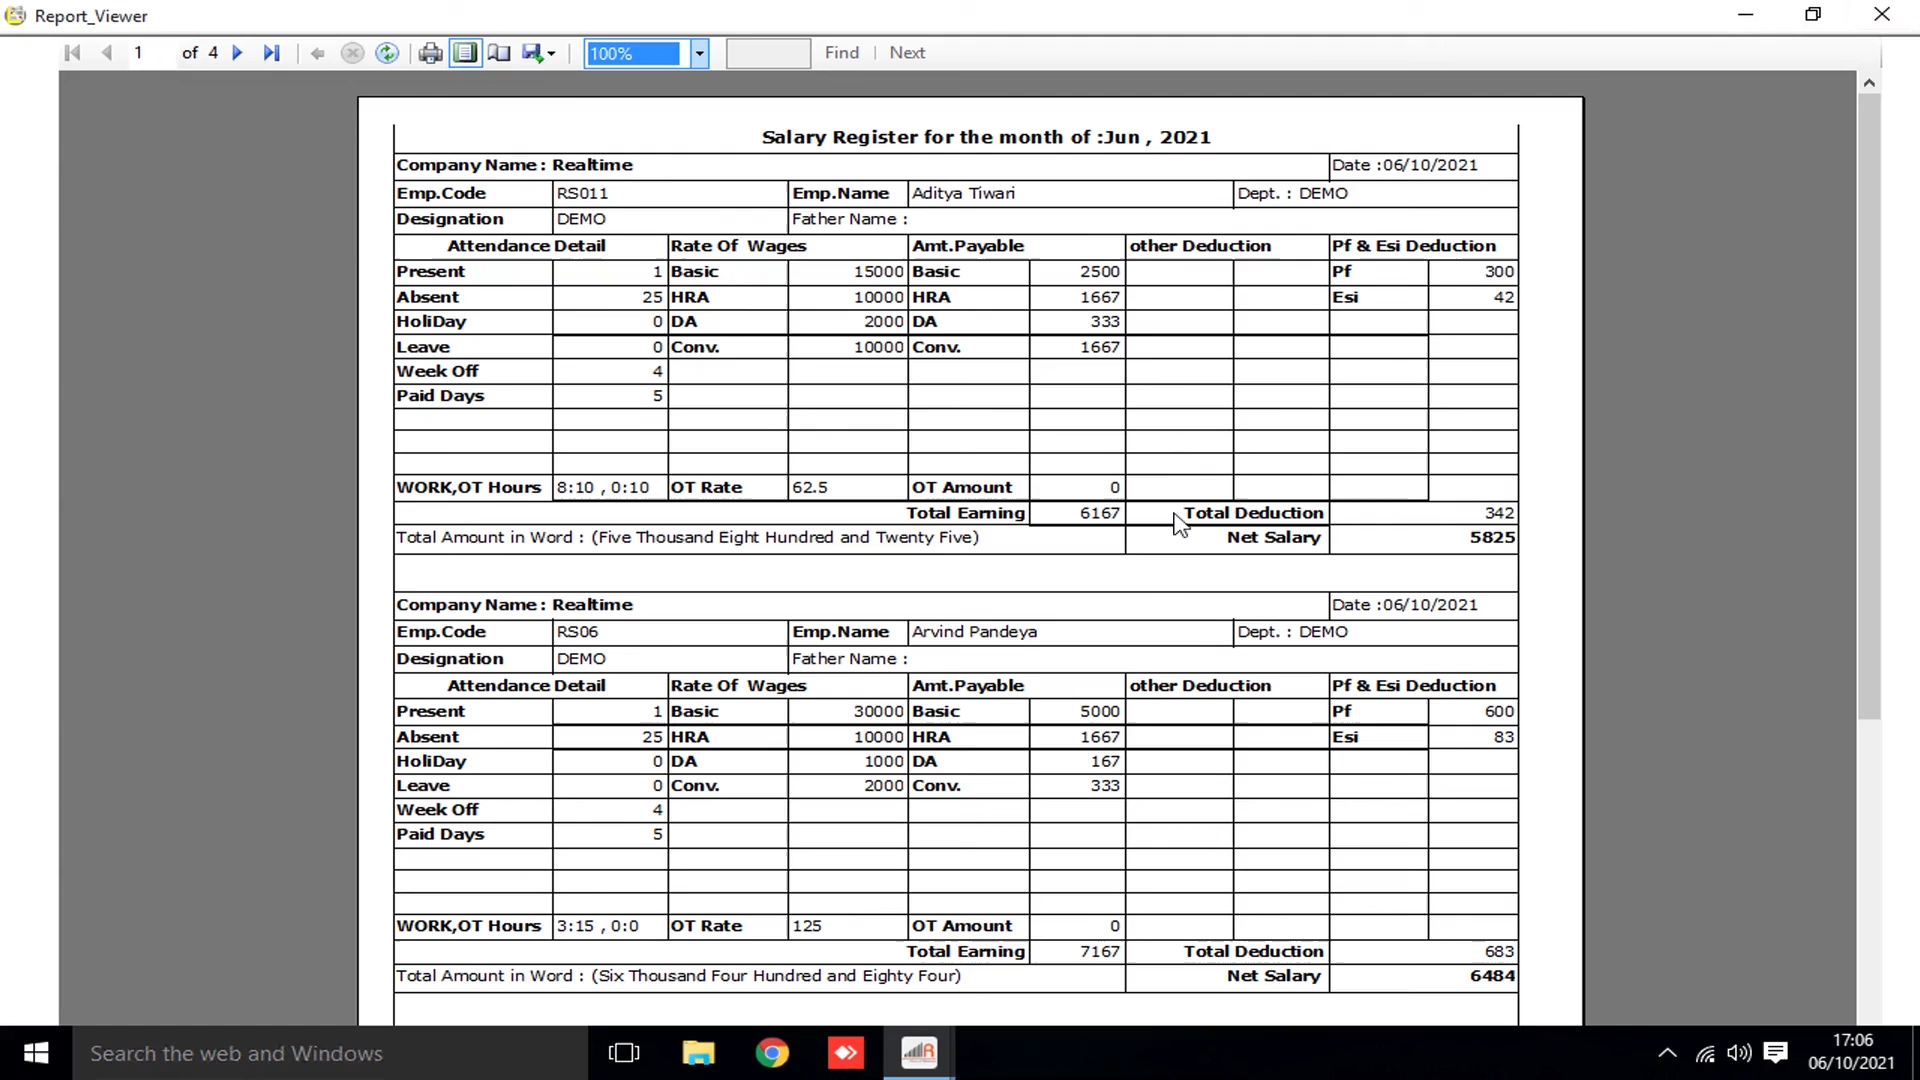 Report_Viewer
1 of 4 100% Find Next
Salary Register for the month of :Jun , 2021
Company Name : Realtime Date :06/10/2021
Emp.Code RS011 Emp.Name Aditya Tiwari Dept. : DEMO
Designation DEMO Father Name :
Attendance Detail Rate Of Wages Amt.Payable other Deduction Pf & Esi Deduction
Present 1 Basic 15000 Basic 2500 Pf 300
Absent 25 HRA 10000 HRA 1667 Esi 42
HoliDay 0 DA 2000 DA 333
Leave 0 Conv. 10000 Conv. 1667
Week Off 4
Paid Days 5
WORK,OT Hours 8:10 , 0:10 OT Rate 62.5 OT Amount 0
Total Earning 6167 Total Deduction 342
Total Amount in Word : (Five Thousand Eight Hundred and Twenty Five) Net Salary 5825
Company Name : Realtime Date :06/10/2021
Emp.Code RS06 Emp.Name Arvind Pandeya Dept. : DEMO
Designation DEMO Father Name :
Attendance Detail Rate Of Wages Amt.Payable other Deduction Pf & Esi Deduction
Present 1 Basic 30000 Basic 5000 Pf 600
Absent 25 HRA 10000 HRA 1667 Esi 83
HoliDay 0 DA 1000 DA 167
Leave 0 Conv. 2000 Conv. 333
Week Off 4
Paid Days 5
WORK,OT Hours 3:15 , 0:0 OT Rate 125 OT Amount 0
Total Earning 7167 Total Deduction 683
Total Amount in Word : (Six Thousand Four Hundred and Eighty Four) Net Salary 6484
Search the web and Windows R 17:06
06/10/2021